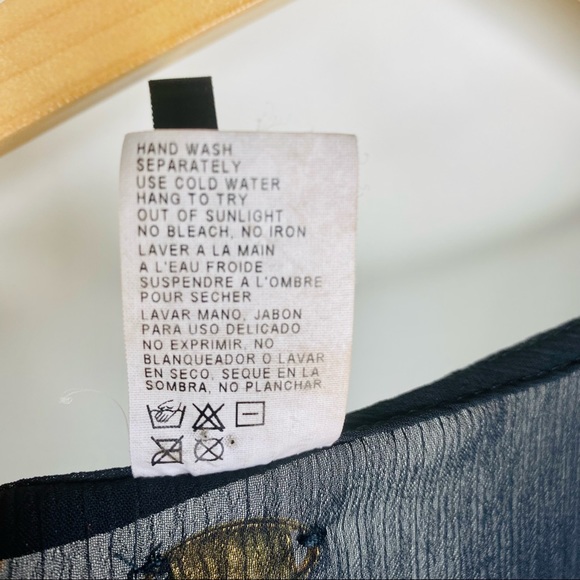 HAND WASH
SEPARATELY
USE COLD WATER
HANG TO TRY
OUT OF SUNLIGHT
NO BLEACH, NO IRON
LAVER A LA MAIN
A L'EAU FROIDE
SUSPENDRE A L'OMBRE
POUR SECHER
LAVAR MANO, JABON
PARA USO DELICADO
NO EXPRIMIR, NO
BLANQUEADOR O LAVAR
EN SECO, SEQUE EN LA
SOMBRA, NO PLANCHAR